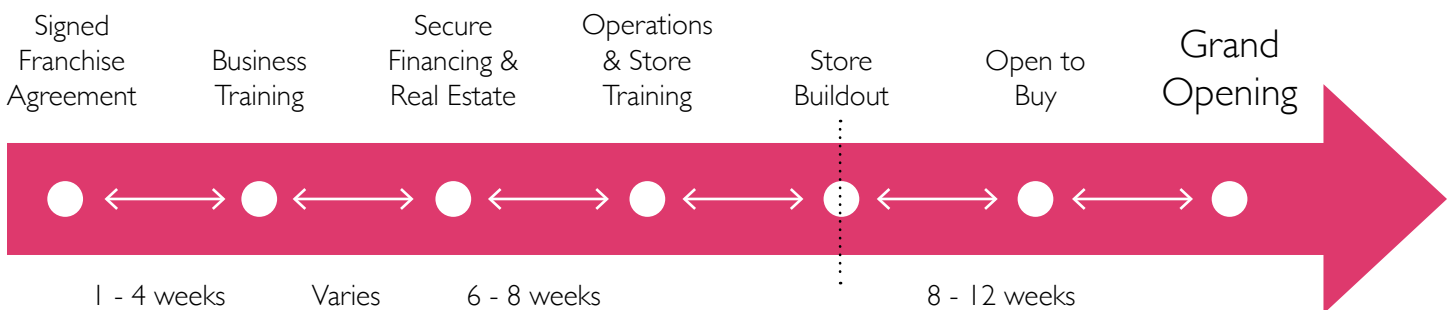 Signed
Franchise
Agreement
Business
Training
Secure
Financing &
Real Estate
Operations
& Store
Training
Store
Buildout
Open to
Buy
Grand
Opening
1 - 4 weeks
Varies
6 - 8 weeks
8 - 12 weeks